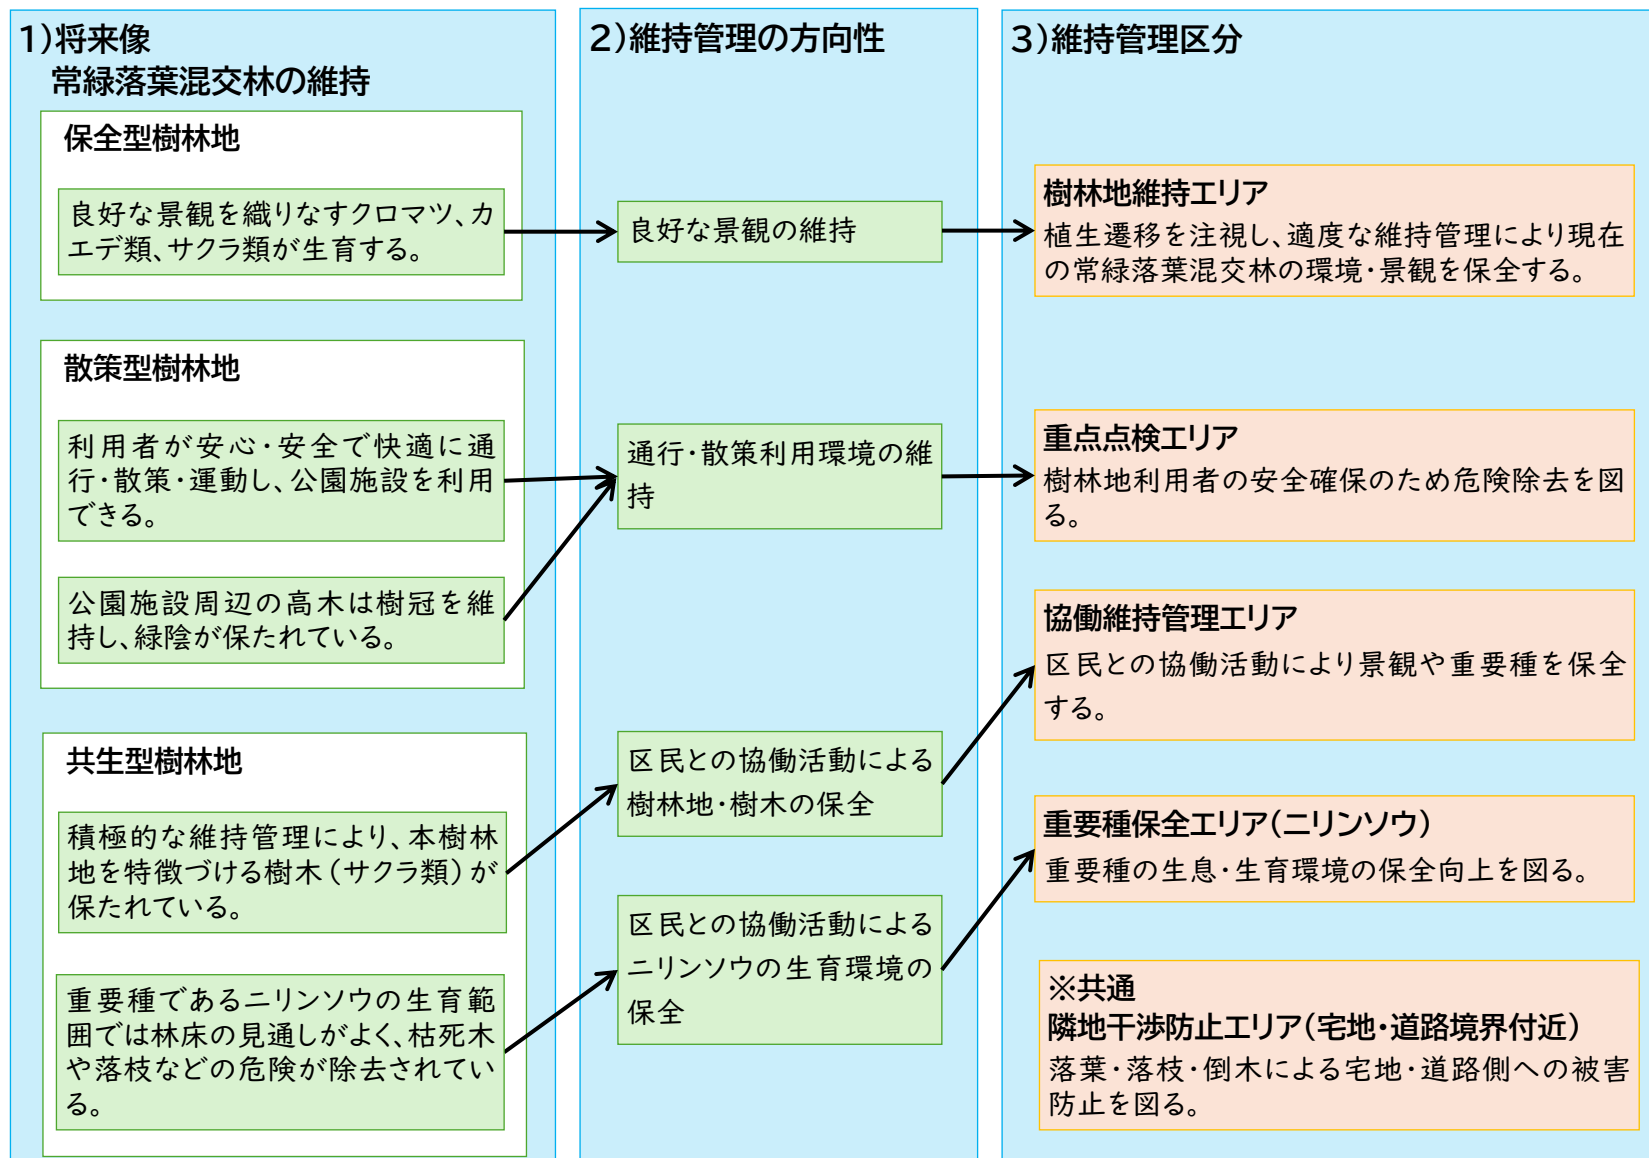 1)将来像
常緑落葉混交林の維持
保全型樹林地
良好な景観を織りなすクロマツ、カ
エデ類、サクラ類が生育する。
散策型樹林地
利用者が安心・安全で快適に通
行・散策・運動し、公園施設を利用
できる。
公園施設周辺の高木は樹冠を維
持し、緑陰が保たれている。
共生型樹林地
積極的な維持管理により、本樹林
地を特徴づける樹木(サクラ類)が
保たれている。
重要種であるニリンソウの生育範
囲では林床の見通しがよく、枯死木
や落枝などの危険が除去されてい
る。
2)維持管理の方向性
良好な景観の維持
通行・散策利用環境の維
持
区民との協働活動による
樹林地・樹木の保全
区民との協働活動による
ニリンソウの生育環境の
保全
3)維持管理区分
樹林地維持エリア
植生遷移を注視し、適度な維持管理により現在
の常緑落葉混交林の環境・景観を保全する。
重点点検エリア
樹林地利用者の安全確保のため危険除去を図
る。
協働維持管理エリア
区民との協働活動により景観や重要種を保全
する。
重要種保全エリア(ニリンソウ)
重要種の生息・生育環境の保全向上を図る。
※共通
隣地干渉防止エリア(宅地・道路境界付近)
落葉・落枝・倒木による宅地・道路側への被害
防止を図る。